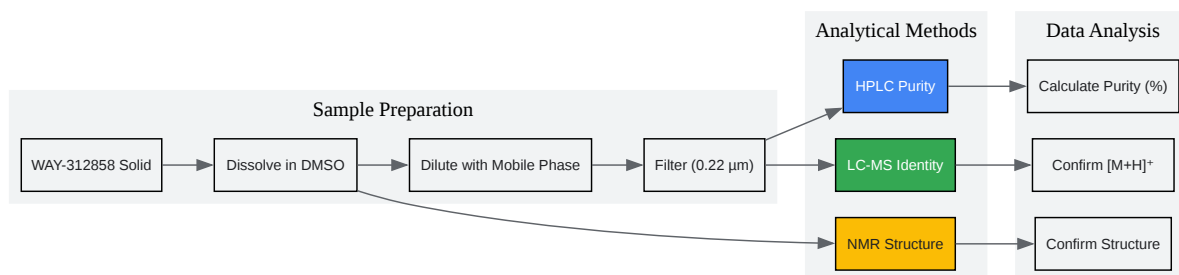 Analytical Methods
Data Analysis
Sample Preparation
HPLC Purity
Calculate Purity (%)
WAY-312858 Solid
Dissolve in DMSO
Dilute with Mobile Phase
Filter (0.22 µm)
LC-MS Identity
Confirm [M+H]⁺
NMR Structure
Confirm Structure